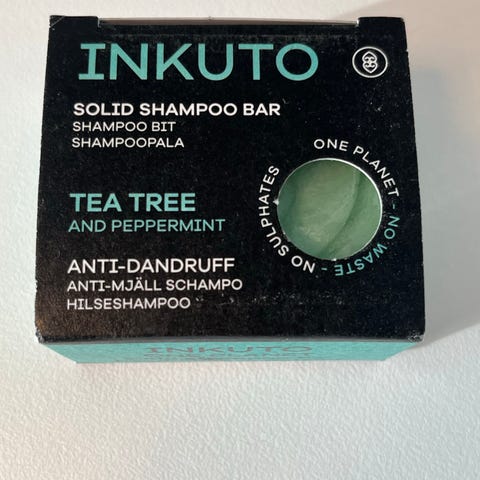 INKUTO
SOLID SHAMPOO BAR
SHAMPOO BIT
SHAMPOOPALA
ONE PLANET - NO WASTE - NO SULPHATES
TEA TREE
AND PEPPERMINT
ANTI-DANDRUFF
ANTI-MJÄLL SCHAMPO
HILSESHAMPOO
INKUTO